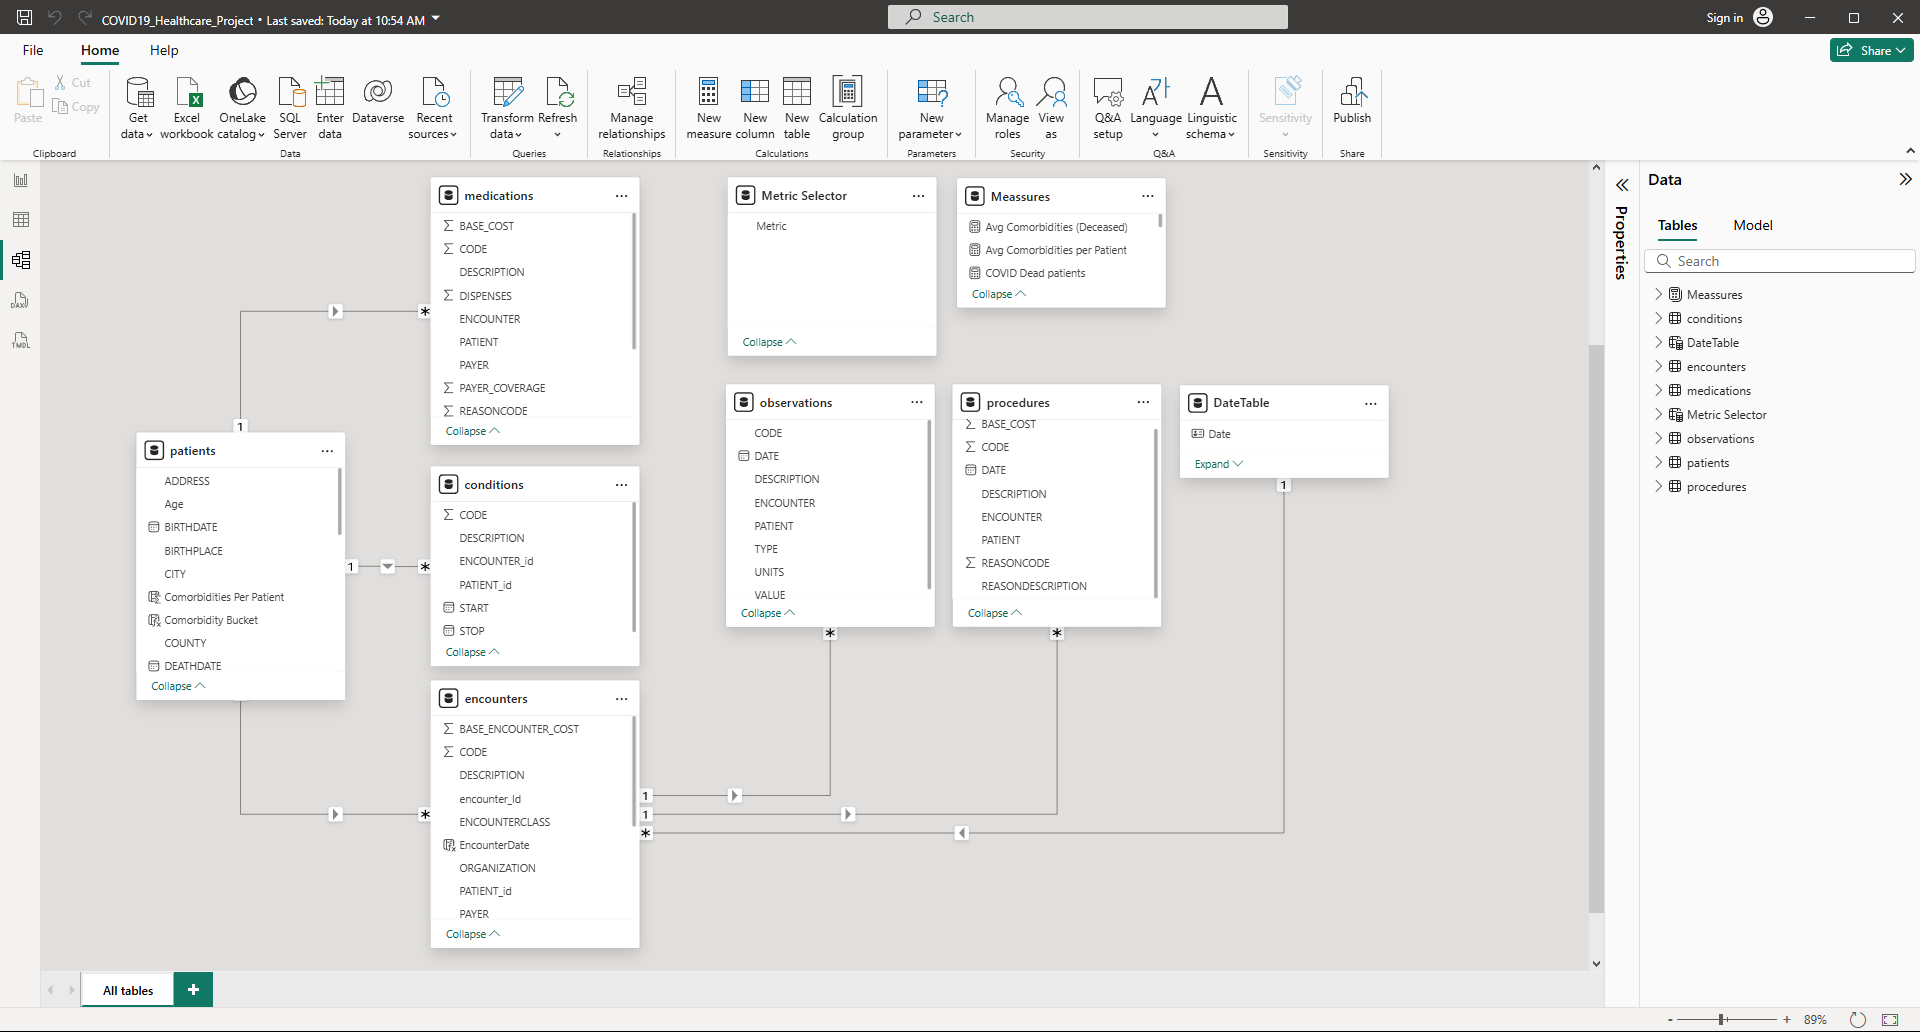 COVID19_Healthcare_Project • Last saved: Today at 10:54 AM
Search
Sign in
File
Home
Help
Share
Paste
Cut
Copy
Clipboard
Get data
Excel workbook
OneLake catalog
SQL Server
Enter data
Dataverse
Recent sources
Data
Transform data
Refresh
Queries
Manage relationships
Relationships
New measure
New column
New table
Calculation group
Calculations
New parameter
Parameters
Manage roles
View as
Security
Q&A setup
Language
Linguistic schema
Q&A
Sensitivity
Sensitivity
Publish
Share
DAX
TMDL
medications
BASE_COST
CODE
DESCRIPTION
DISPENSES
ENCOUNTER
PATIENT
PAYER
PAYER_COVERAGE
REASONCODE
Collapse
Metric Selector
Metric
Collapse
Meassures
Avg Comorbidities (Deceased)
Avg Comorbidities per Patient
COVID Dead patients
Collapse
patients
ADDRESS
Age
BIRTHDATE
BIRTHPLACE
CITY
Comorbidities Per Patient
Comorbidity Bucket
COUNTY
DEATHDATE
Collapse
conditions
CODE
DESCRIPTION
ENCOUNTER_id
PATIENT_id
START
STOP
Collapse
observations
CODE
DATE
DESCRIPTION
ENCOUNTER
PATIENT
TYPE
UNITS
VALUE
Collapse
procedures
BASE_COST
CODE
DATE
DESCRIPTION
ENCOUNTER
PATIENT
REASONCODE
REASONDESCRIPTION
Collapse
DateTable
Date
Expand
encounters
BASE_ENCOUNTER_COST
CODE
DESCRIPTION
encounter_Id
ENCOUNTERCLASS
EncounterDate
ORGANIZATION
PATIENT_id
PAYER
Collapse
1
*
1
*
*
1
1
*
*
*
1
Properties
Data
Tables
Model
Search
Meassures
conditions
DateTable
encounters
medications
Metric Selector
observations
patients
procedures
All tables
+
- + 89%